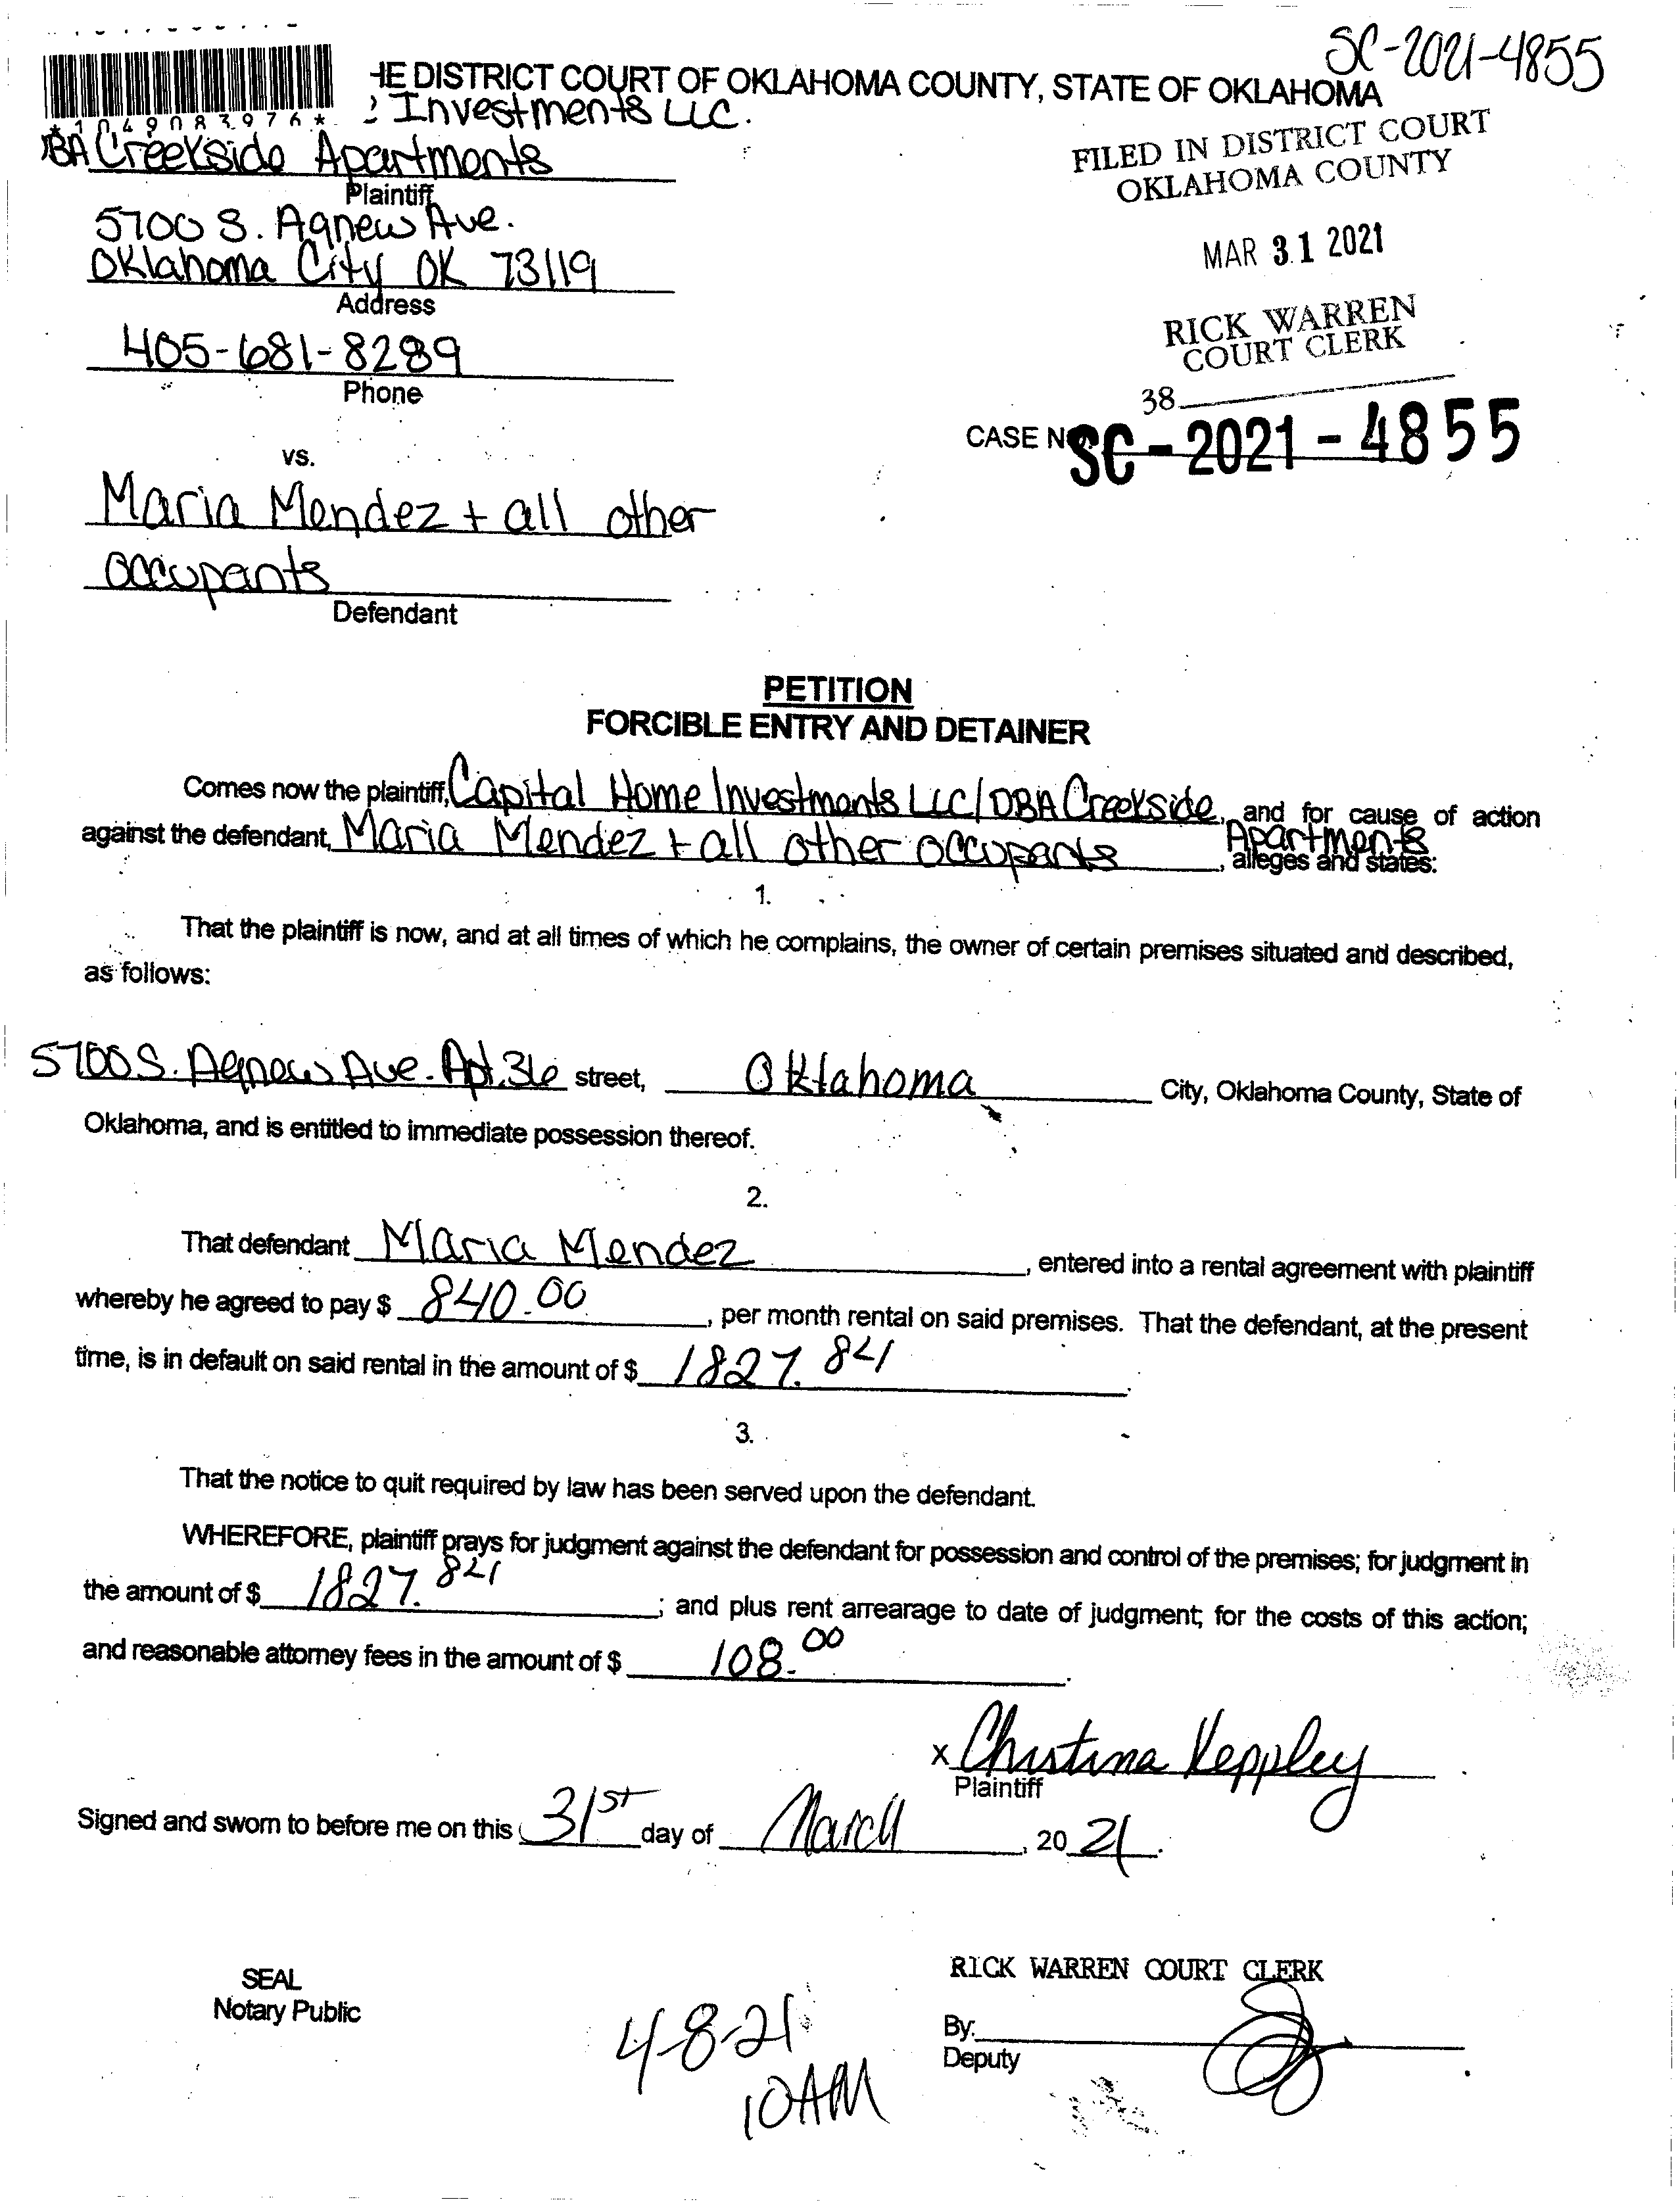 SC-2021-4855
HE DISTRICT COURT OF OKLAHOMA COUNTY, STATE OF OKLAHOMA
*1049083976*
Investments LLC.
DBA Creekside Apartments
Plaintiff
5700 S. Agnew Ave.
Oklahoma City OK 73119
Address
405-681-8289
Phone
FILED IN DISTRICT COURT
OKLAHOMA COUNTY
MAR 31 2021
RICK WARREN
COURT CLERK
38
CASE NO. SC-2021-4855
vs.
Maria Mendez + all other
occupants
Defendant
PETITION
FORCIBLE ENTRY AND DETAINER
Comes now the plaintiff, Capital Home Investments LLC/DBA Creekside Apartments, and for cause of action
against the defendant, Maria Mendez + all other occupants, alleges and states:
1.
That the plaintiff is now, and at all times of which he complains, the owner of certain premises situated and described,
as follows:
5700 S. Agnew Ave. Apt. 36 street, Oklahoma City, Oklahoma County, State of
Oklahoma, and is entitled to immediate possession thereof.
2.
That defendant Maria Mendez, entered into a rental agreement with plaintiff
whereby he agreed to pay $ 840.00, per month rental on said premises. That the defendant, at the present
time, is in default on said rental in the amount of $ 1827.84.
3.
That the notice to quit required by law has been served upon the defendant.
WHEREFORE, plaintiff prays for judgment against the defendant for possession and control of the premises; for judgment in
the amount of $ 1827.84; and plus rent arrearage to date of judgment; for the costs of this action;
and reasonable attorney fees in the amount of $ 108.00.
x Christina Keppley
Plaintiff
Signed and sworn to before me on this 31st day of March, 20 21.
SEAL
Notary Public
4-8-21
10AM
RICK WARREN COURT CLERK
By:
Deputy